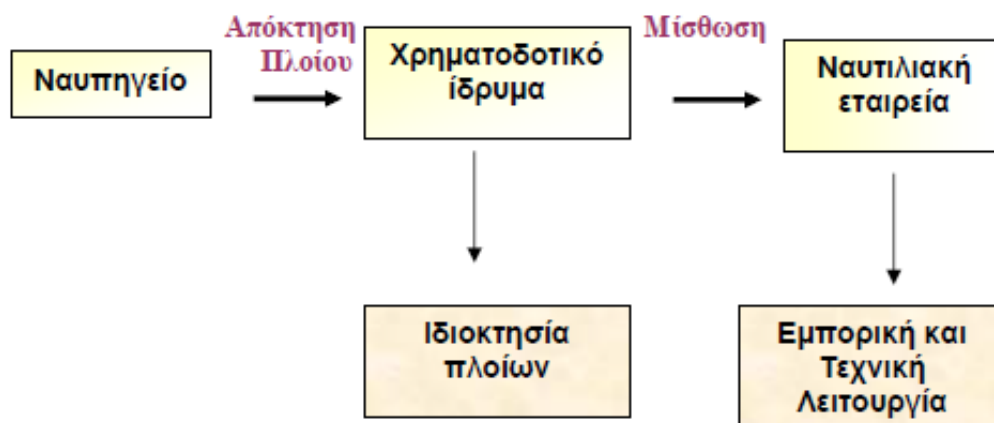 Απόκτηση
Πλοίου
Μίσθωση
Ναυπηγείο
Χρηματοδοτικό
ίδρυμα
Ναυτιλιακή
εταιρεία
Ιδιοκτησία
πλοίων
Εμπορική και
Τεχνική
Λειτουργία